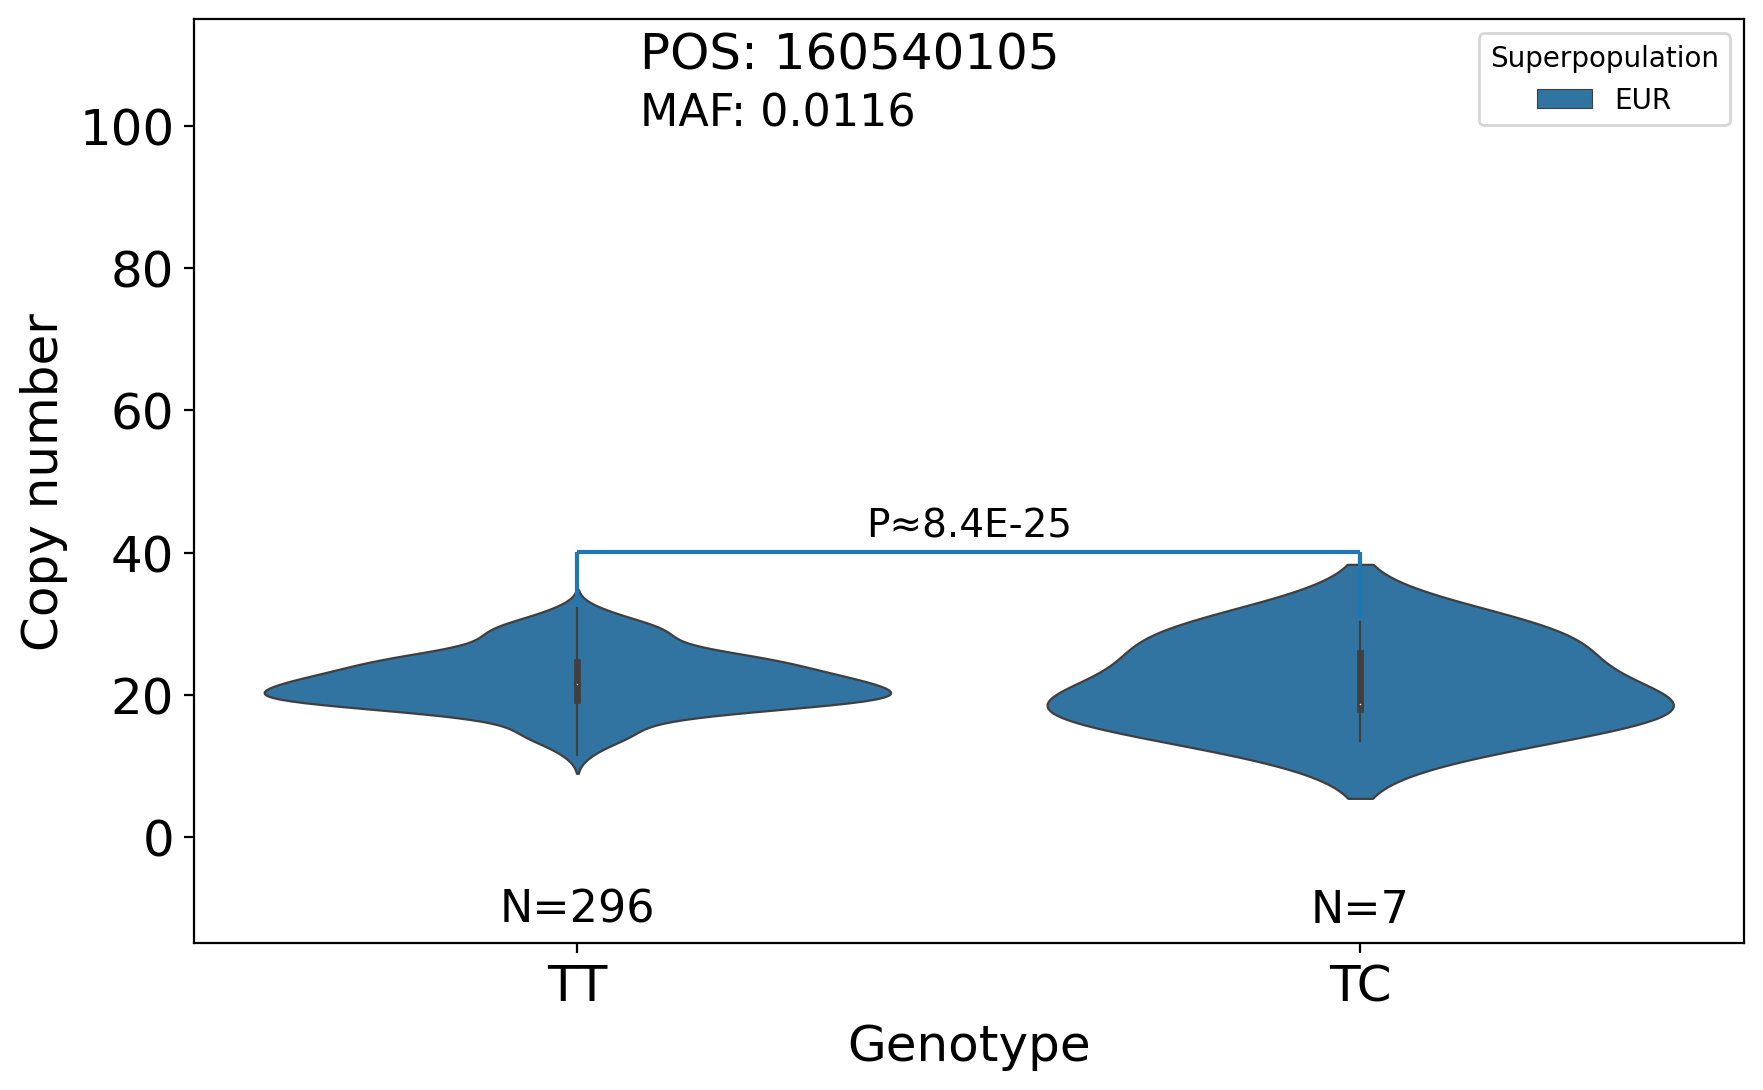 POS: 160540105
MAF: 0.0116
Superpopulation
EUR
100
80
60
40
20
0
Copy number
P≈8.4E-25
N=296
N=7
TT
TC
Genotype